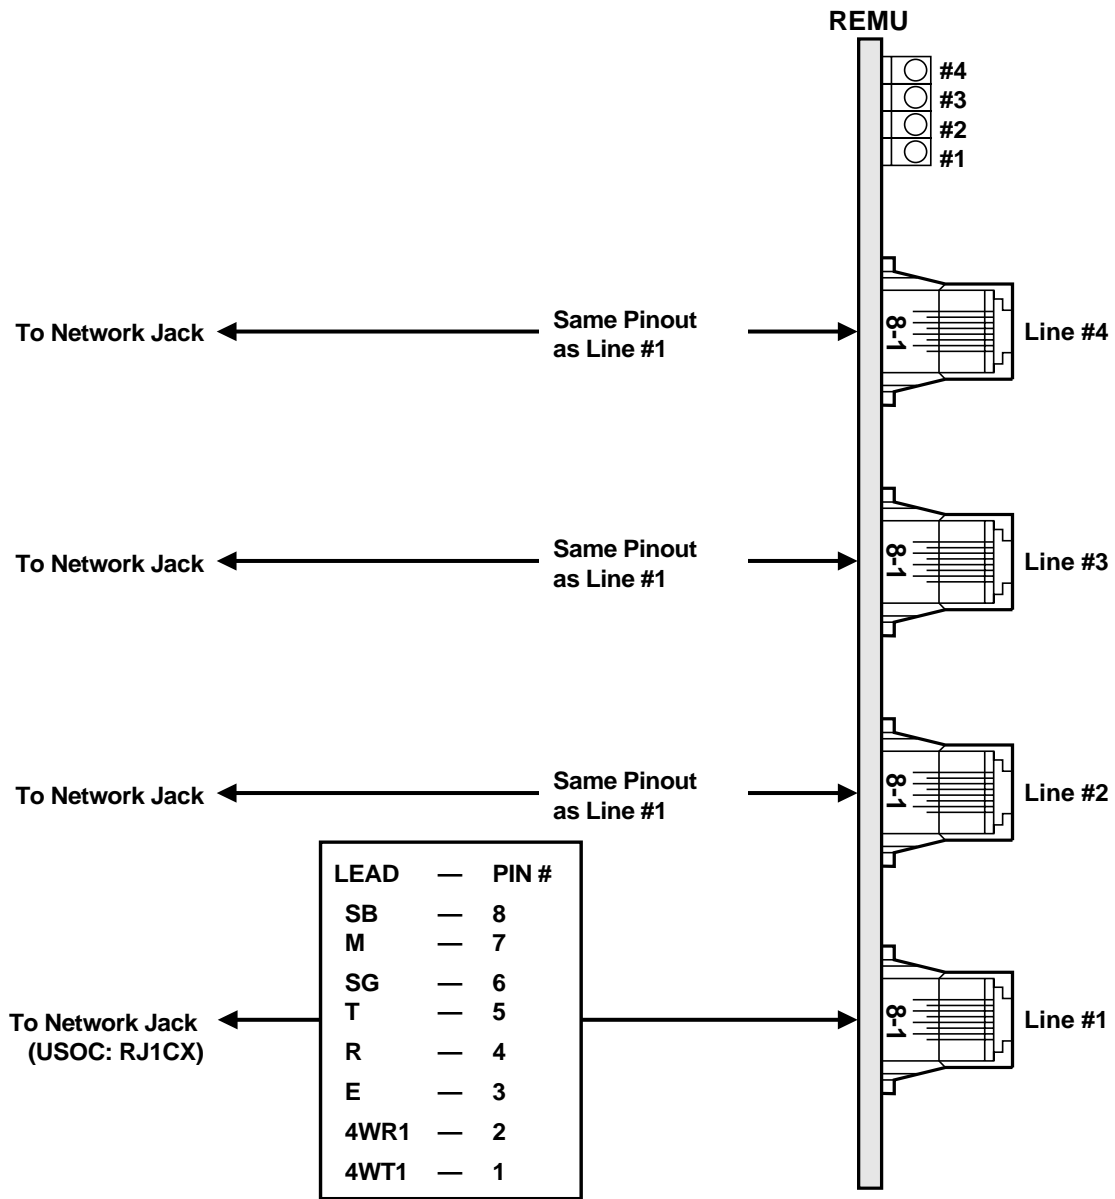 REMU
#4
#3
#2
#1
To Network Jack
Same Pinout
as Line #1
8-1
Line #4
To Network Jack
Same Pinout
as Line #1
8-1
Line #3
To Network Jack
Same Pinout
as Line #1
8-1
Line #2
LEAD — PIN #
SB — 8
M — 7
SG — 6
T — 5
R — 4
E — 3
4WR1 — 2
4WT1 — 1
To Network Jack
(USOC: RJ1CX)
8-1
Line #1